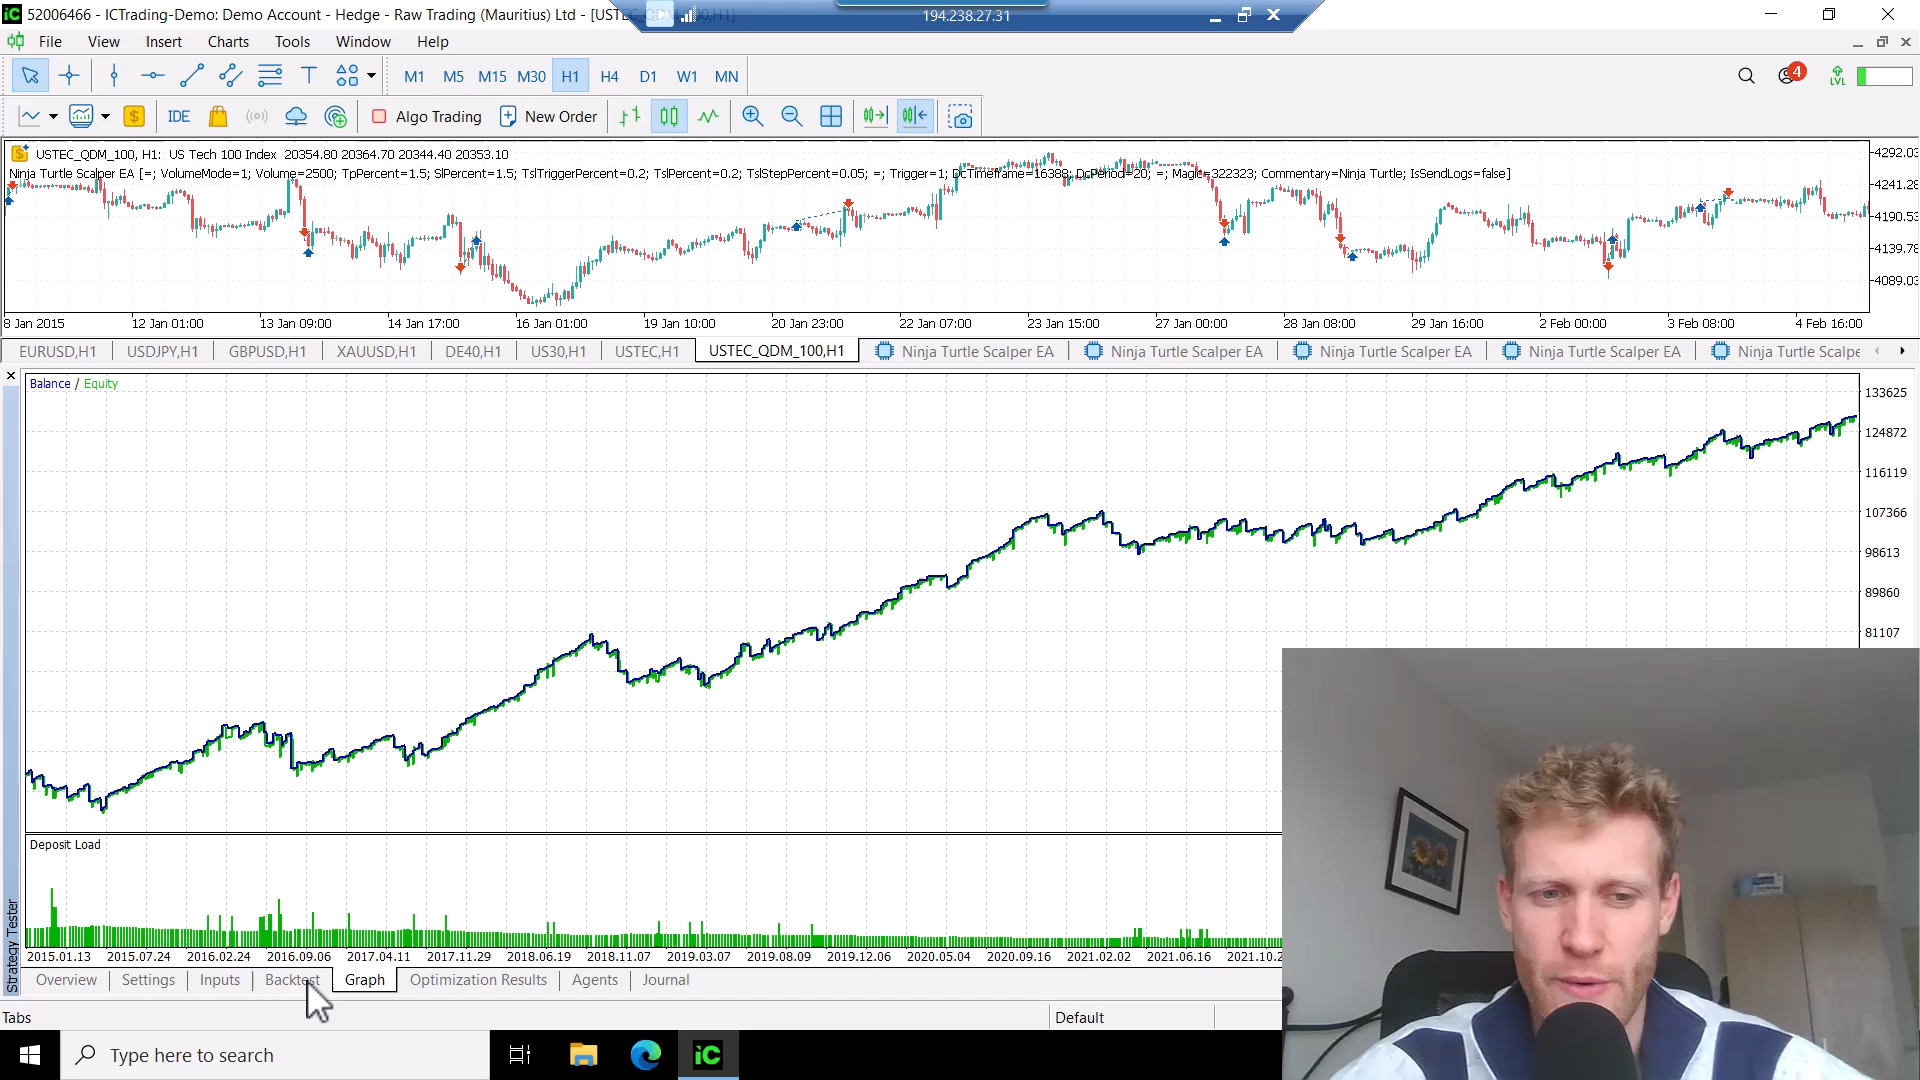 52006466 - ICTrading-Demo: Demo Account - Hedge - Raw Trading (Mauritius) Ltd - [USTEC_QDM_100,H1]
194.238.27.31
File View Insert Charts Tools Window Help
M1 M5 M15 M30 H1 H4 D1 W1 MN
4
LVL
IDE
Algo Trading
New Order
USTEC_QDM_100, H1: US Tech 100 Index 20354.80 20364.70 20344.40 20353.10
Ninja Turtle Scalper EA [=; VolumeMode=1; Volume=2500; TpPercent=1.5; SlPercent=1.5; TslTriggerPercent=0.2; TslPercent=0.2; TslStepPercent=0.05; =; Trigger=1; DcTimeframe=16388; DcPeriod=20; =; Magic=322323; Commentary=Ninja Turtle; IsSendLogs=false]
4292.03
4241.28
4190.53
4139.78
4089.03
8 Jan 2015 12 Jan 01:00 13 Jan 09:00 14 Jan 17:00 16 Jan 01:00 19 Jan 10:00 20 Jan 23:00 22 Jan 07:00 23 Jan 15:00 27 Jan 00:00 28 Jan 08:00 29 Jan 16:00 2 Feb 00:00 3 Feb 08:00 4 Feb 16:00
EURUSD,H1 USDJPY,H1 GBPUSD,H1 XAUUSD,H1 DE40,H1 US30,H1 USTEC,H1 USTEC_QDM_100,H1 Ninja Turtle Scalper EA Ninja Turtle Scalper EA Ninja Turtle Scalper EA Ninja Turtle Scalper EA Ninja Turtle Scalpe
Balance / Equity
133625
124872
116119
107366
98613
89860
81107
Deposit Load
2015.01.13 2015.07.24 2016.02.24 2016.09.06 2017.04.11 2017.11.29 2018.06.19 2018.11.07 2019.03.07 2019.08.09 2019.12.06 2020.05.04 2020.09.16 2021.02.02 2021.06.16 2021.10.2
Strategy Tester
Overview Settings Inputs Backtest Graph Optimization Results Agents Journal
Tabs
Default
Type here to search
iC